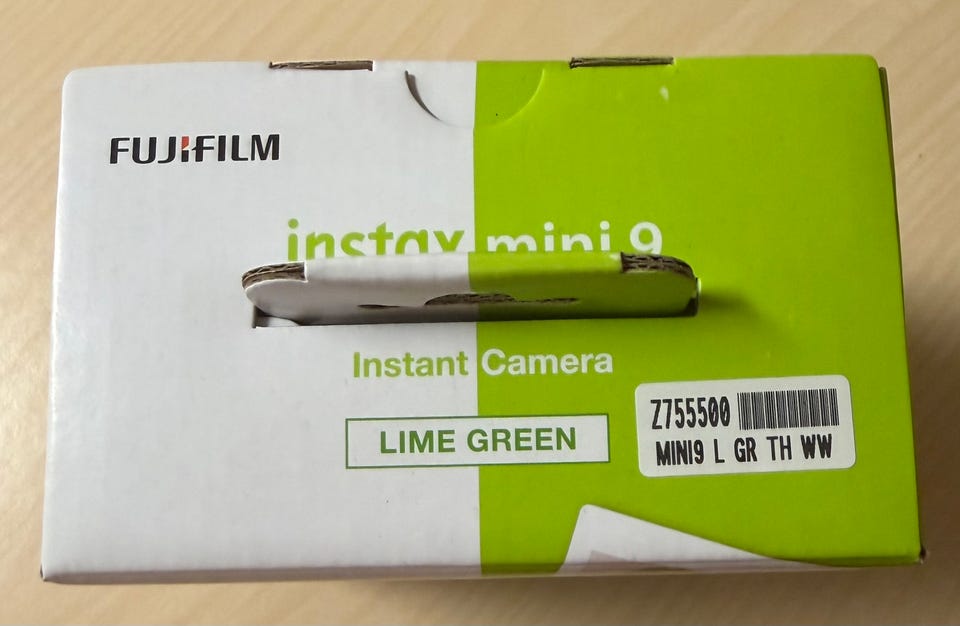 FUJIFILM
instax mini 9
Instant Camera
LIME GREEN
Z755500
MINI9 L GR TH WW